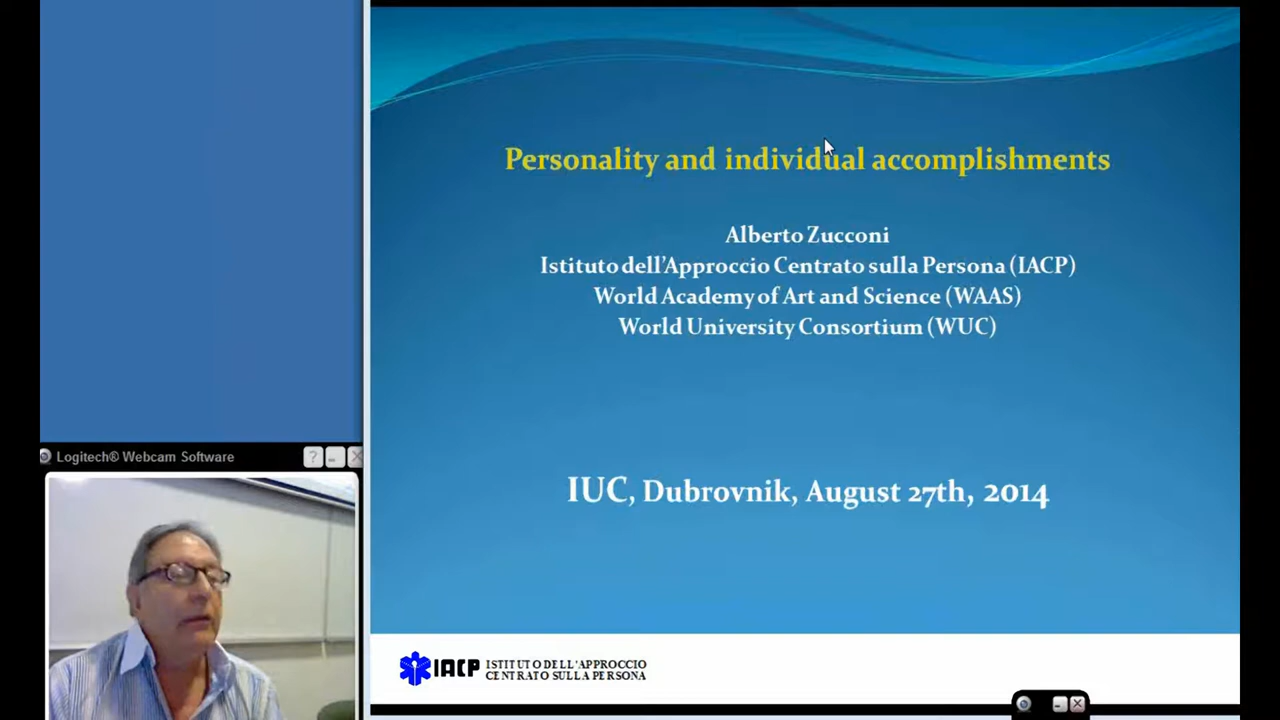 Personality and individual accomplishments
Alberto Zucconi
Istituto dell'Approccio Centrato sulla Persona (IACP)
World Academy of Art and Science (WAAS)
World University Consortium (WUC)
IUC, Dubrovnik, August 27th, 2014
Logitech® Webcam Software
?
IACP
ISTITUTO DELL'APPROCCIO
CENTRATO SULLA PERSONA